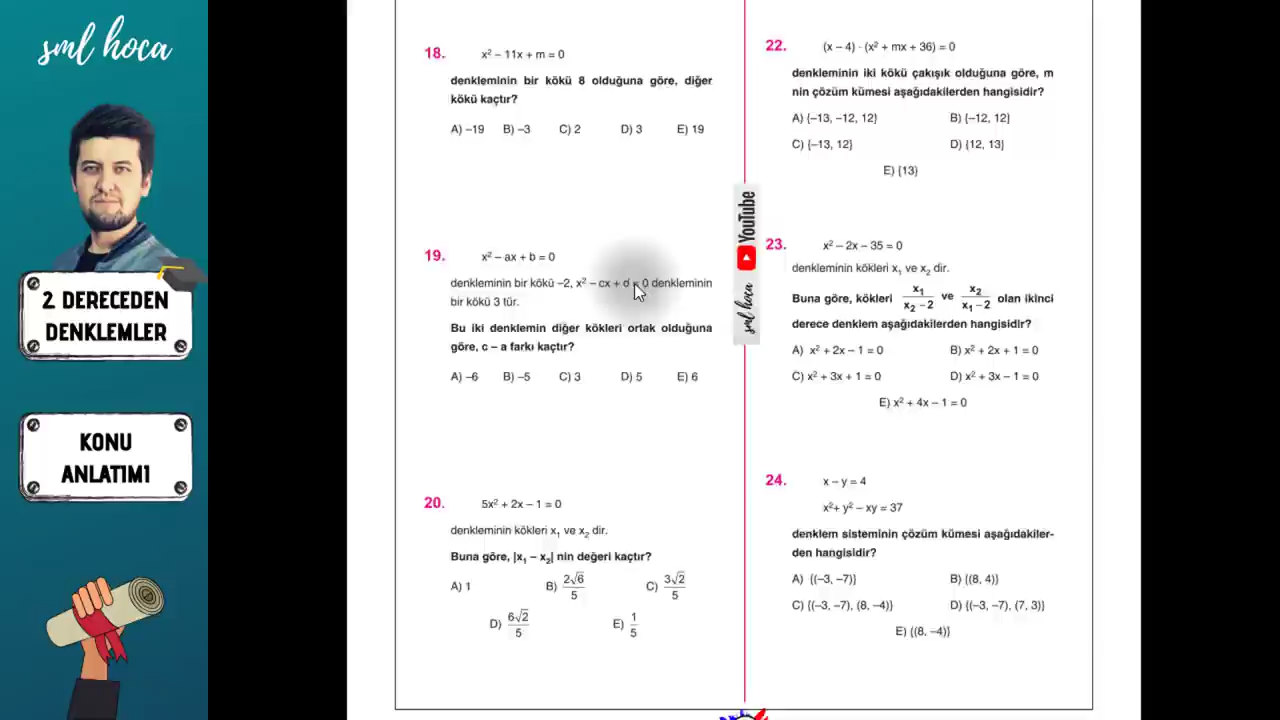 sml hoca
2. DERECEDEN
DENKLEMLER
KONU
ANLATIMI
18. x² – 11x + m = 0
denkleminin bir kökü 8 olduğuna göre, diğer
kökü kaçtır?
A) –19 B) –3 C) 2 D) 3 E) 19
19. x² – ax + b = 0
denkleminin bir kökü –2, x² – cx + d = 0 denkleminin
bir kökü 3 tür.
Bu iki denklemin diğer kökleri ortak olduğuna
göre, c – a farkı kaçtır?
A) –6 B) –5 C) 3 D) 5 E) 6
20. 5x² + 2x – 1 = 0
denkleminin kökleri x₁ ve x₂ dir.
Buna göre, |x₁ – x₂| nin değeri kaçtır?
A) 1 B) 2√6/5 C) 3√2/5
D) 6√2/5 E) 1/5
sml hoca YouTube
22. (x – 4) · (x² + mx + 36) = 0
denkleminin iki kökü çakışık olduğuna göre, m
nin çözüm kümesi aşağıdakilerden hangisidir?
A) {–13, –12, 12} B) {–12, 12}
C) {–13, 12} D) {12, 13}
E) {13}
23. x² – 2x – 35 = 0
denkleminin kökleri x₁ ve x₂ dir.
Buna göre, kökleri x₁/(x₂ – 2) ve x₂/(x₁ – 2) olan ikinci
derece denklem aşağıdakilerden hangisidir?
A) x² + 2x – 1 = 0 B) x² + 2x + 1 = 0
C) x² + 3x + 1 = 0 D) x² + 3x – 1 = 0
E) x² + 4x – 1 = 0
24. x – y = 4
x² + y² – xy = 37
denklem sisteminin çözüm kümesi aşağıdakiler-
den hangisidir?
A) {(–3, –7)} B) {(8, 4)}
C) {(–3, –7), (8, –4)} D) {(–3, –7), (7, 3)}
E) {(8, –4)}